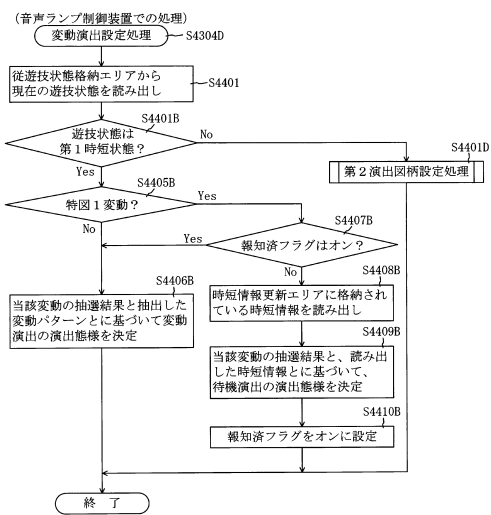 (音声ランプ制御装置での処理)
変動演出設定処理
S4304D
従遊技状態格納エリアから
現在の遊技状態を読み出し
S4401
S4401B
遊技状態は
第1時短状態?
No
Yes
S4401D
第2演出図柄設定処理
S4405B
特図1変動?
Yes
No
S4407B
報知済フラグはオン?
Yes
No
S4406B
当該変動の抽選結果と抽出した
変動パターンとに基づいて変動
演出の演出態様を決定
S4408B
時短情報更新エリアに格納され
ている時短情報を読出し
S4409B
当該変動の抽選結果と、読み出
した時短情報とに基づいて、
待機演出の演出態様を決定
S4410B
報知済フラグをオンに設定
終 了